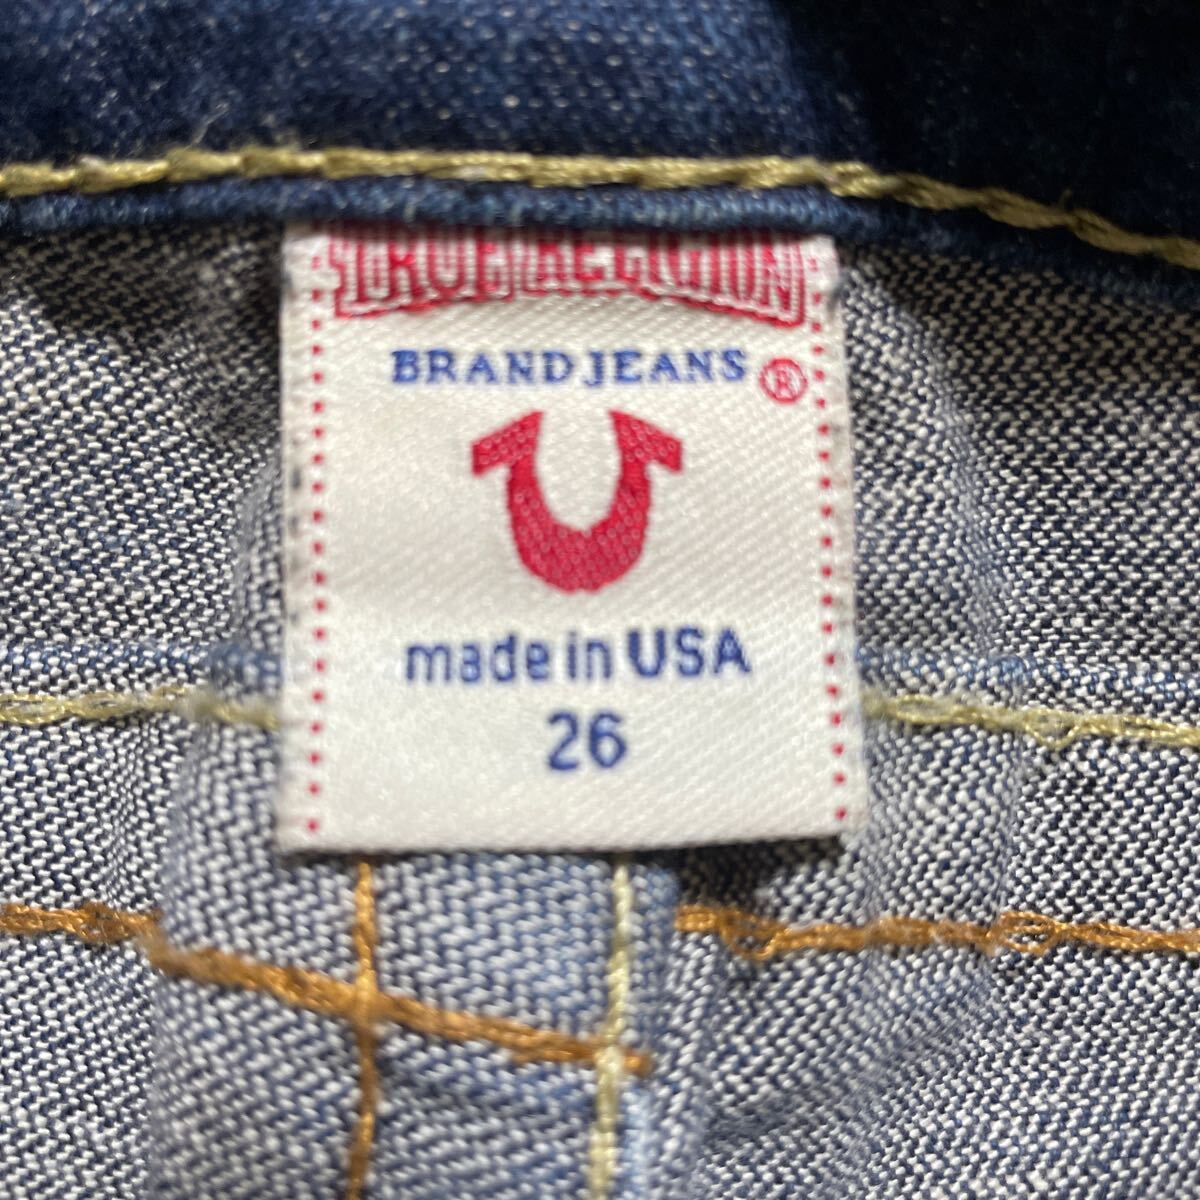 TRUE RELIGION
BRAND JEANS ®
made in USA
26